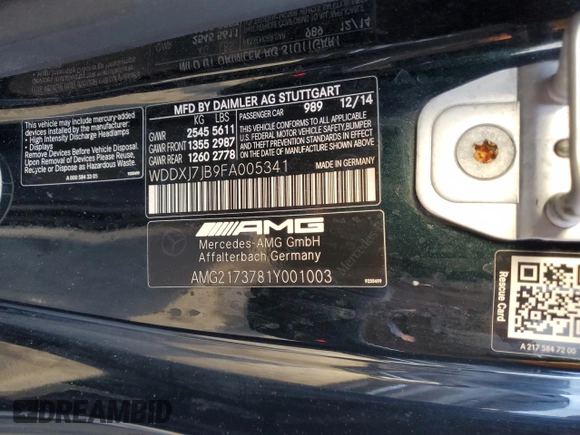 This vehicle may include mercury-added
devices installed by the manufacturer:
• High Intensity Discharge Headlamps
• Displays
Remove Devices Before Vehicle Disposal.
Upon Removal of Devices Please Reuse,
Recycle or Dispose as Hazardous Waste.
A 000 584 33 05
MFD BY DAIMLER AG STUTTGART
KG LBS
PASSENGER CAR 989 12/14
GVWR 2545 5611
GAWR FRONT 1355 2987
GAWR REAR 1260 2778
THIS VEHICLE CONFORMS TO ALL APPLICABLE
U.S. FEDERAL MOTOR VEHICLE SAFETY, BUMPER,
AND THEFT PREVENTION STANDARDS IN
EFFECT ON THE DATE OF MANUFACTURE
SHOWN ABOVE
MADE IN GERMANY
WDDXJ7JB9FA005341
AMG
Mercedes-AMG GmbH
Affalterbach Germany
AMG2173781Y001003
Rescue Card
A 217 584 72 00
DREAMBID